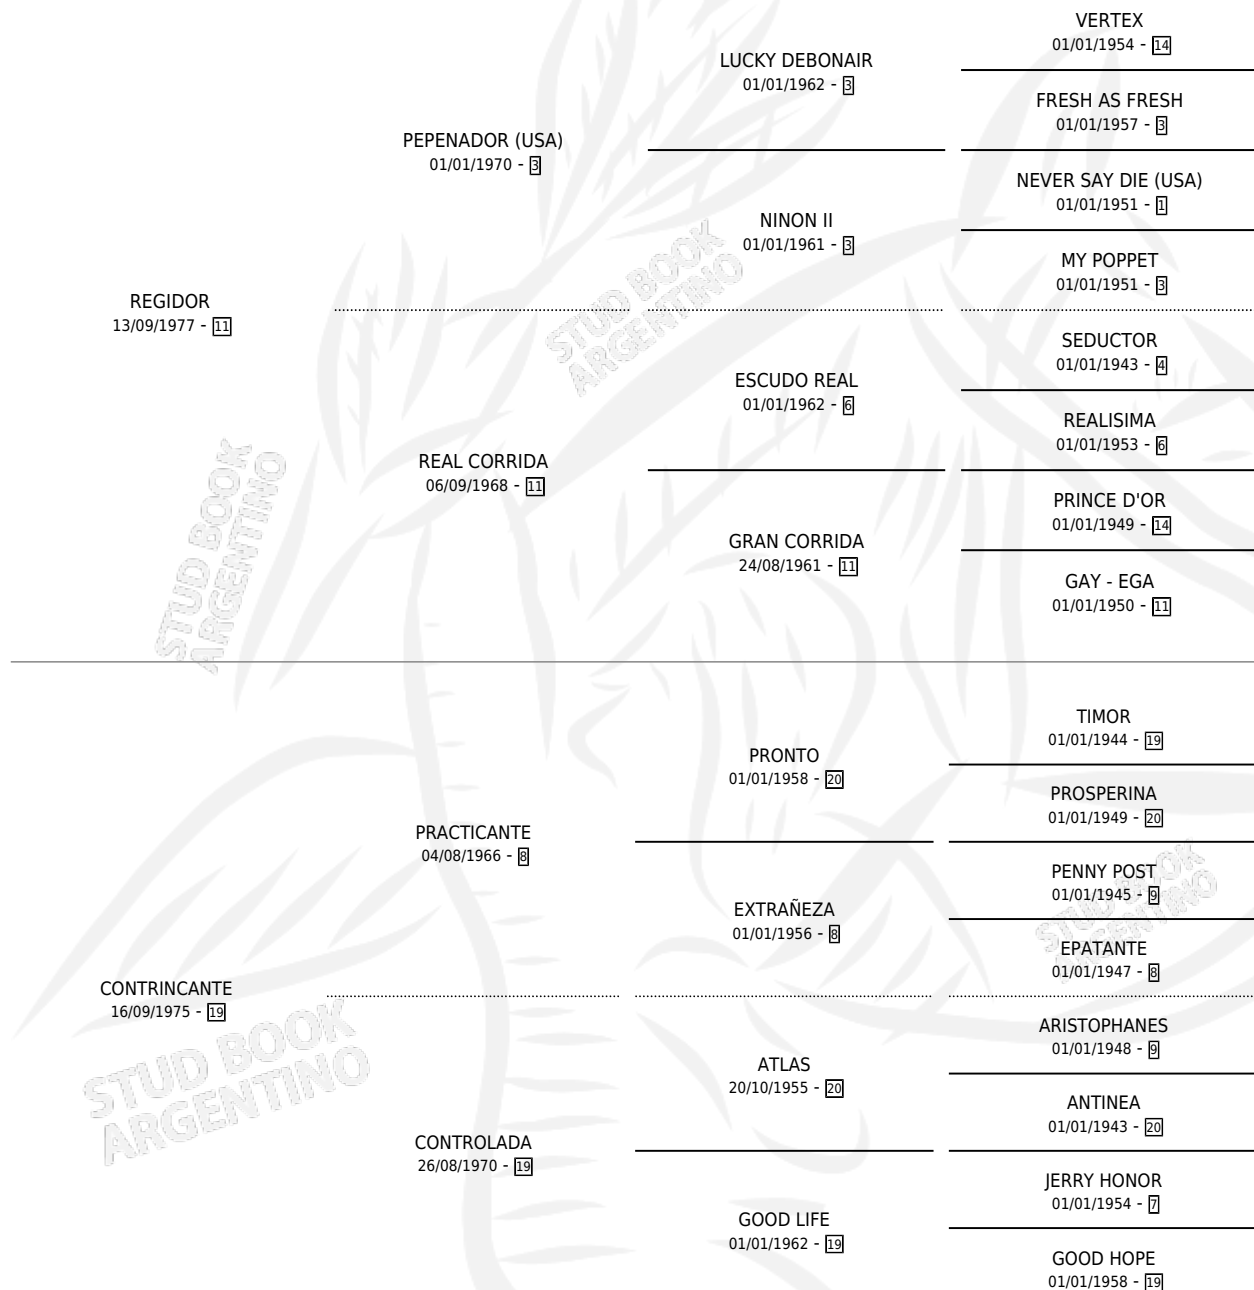 REGIDOR
13/09/1977 - 11
PEPENADOR (USA)
01/01/1970 - 3
REAL CORRIDA
06/09/1968 - 11
LUCKY DEBONAIR
01/01/1962 - 3
NINON II
01/01/1961 - 3
ESCUDO REAL
01/01/1962 - 6
GRAN CORRIDA
24/08/1961 - 11
VERTEX
01/01/1954 - 14
FRESH AS FRESH
01/01/1957 - 3
NEVER SAY DIE (USA)
01/01/1951 - 1
MY POPPET
01/01/1951 - 3
SEDUCTOR
01/01/1943 - 4
REALISIMA
01/01/1953 - 6
PRINCE D'OR
01/01/1949 - 14
GAY - EGA
01/01/1950 - 11
CONTRINCANTE
16/09/1975 - 19
PRACTICANTE
04/08/1966 - 8
CONTROLADA
26/08/1970 - 19
PRONTO
01/01/1958 - 20
EXTRAÑEZA
01/01/1956 - 8
ATLAS
20/10/1955 - 20
GOOD LIFE
01/01/1962 - 19
TIMOR
01/01/1944 - 19
PROSPERINA
01/01/1949 - 20
PENNY POST
01/01/1945 - 9
EPATANTE
01/01/1947 - 8
ARISTOPHANES
01/01/1948 - 9
ANTINEA
01/01/1943 - 20
JERRY HONOR
01/01/1954 - 7
GOOD HOPE
01/01/1958 - 19
STUD BOOK
ARGENTINO
STUD BOOK
ARGENTINO
STUD BOOK
ARGENTINO
STUD BOOK
ARGENTINO